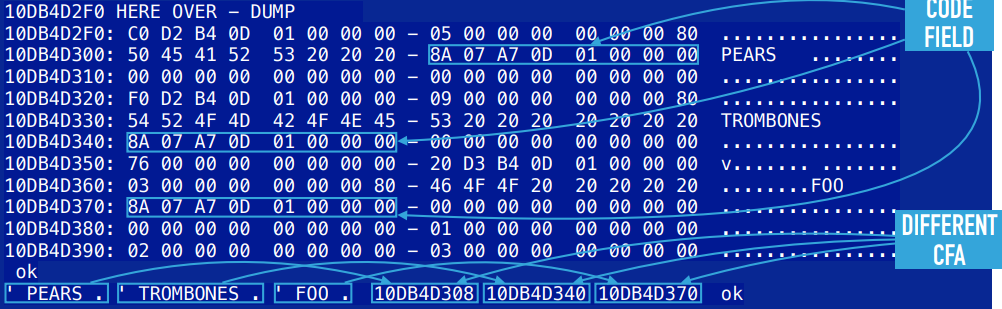 10DB4D2F0 HERE OVER – DUMP
10DB4D2F0: C0 D2 B4 0D 01 00 00 00 – 05 00 00 00 00 00 00 80 ................
10DB4D300: 50 45 41 52 53 20 20 20 – 8A 07 A7 0D 01 00 00 00 PEARS ........
10DB4D310: 00 00 00 00 00 00 00 00 – 00 00 00 00 00 00 00 00 ................
10DB4D320: F0 D2 B4 0D 01 00 00 00 – 09 00 00 00 00 00 00 80 ................
10DB4D330: 54 52 4F 4D 42 4F 4E 45 – 53 20 20 20 20 20 20 20 TROMBONES
10DB4D340: 8A 07 A7 0D 01 00 00 00 – 00 00 00 00 00 00 00 00 ................
10DB4D350: 76 00 00 00 00 00 00 00 – 20 D3 B4 0D 01 00 00 00 v....... .......
10DB4D360: 03 00 00 00 00 00 00 80 – 46 4F 4F 20 20 20 20 20 ........FOO
10DB4D370: 8A 07 A7 0D 01 00 00 00 – 00 00 00 00 00 00 00 00 ................
10DB4D380: 00 00 00 00 00 00 00 00 – 01 00 00 00 00 00 00 00 ................
10DB4D390: 02 00 00 00 00 00 00 00 – 03 00 00 00 00 00 00 00 ................
ok
' PEARS . ' TROMBONES . ' FOO . 10DB4D308 10DB4D340 10DB4D370 ok
CODE
FIELD
DIFFERENT
CFA